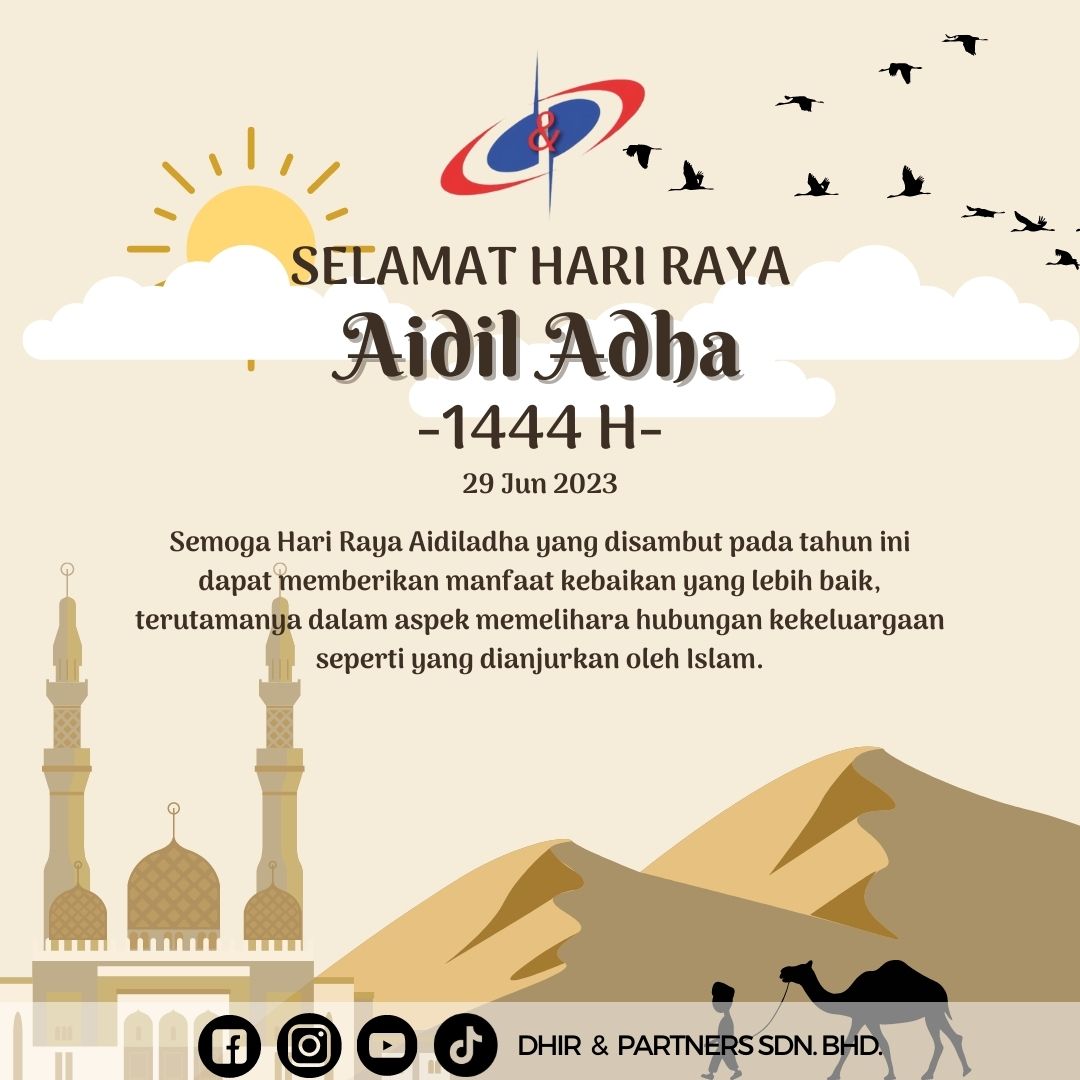 &
SELAMAT HARI RAYA
Aidil Adha
-1444 H-
29 Jun 2023
Semoga Hari Raya Aidiladha yang disambut pada tahun ini
dapat memberikan manfaat kebaikan yang lebih baik,
terutamanya dalam aspek memelihara hubungan kekeluargaan
seperti yang dianjurkan oleh Islam.
DHIR & PARTNERS SDN. BHD.